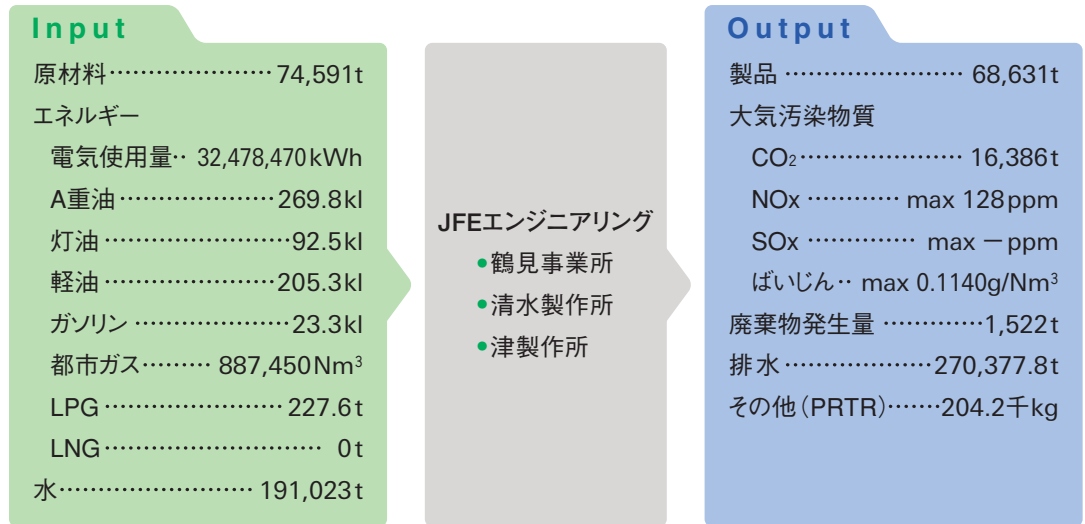 Input
原材料………………… 74,591t
エネルギー
電気使用量‥ 32,478,470kWh
A重油…………………269.8kl
灯油……………………92.5kl
軽油…………………205.3kl
ガソリン…………………23.3kl
都市ガス……… 887,450Nm³
LPG……………………227.6t
LNG……………………… 0t
水…………………… 191,023t
JFEエンジニアリング
•鶴見事業所
•清水製作所
•津製作所
Output
製品 ………………… 68,631t
大気汚染物質
CO₂………………… 16,386t
NOx ………… max 128ppm
SOx …………… max －ppm
ばいじん‥ max 0.1140g/Nm³
廃棄物発生量 …………1,522t
排水………………270,377.8t
その他（PRTR）……204.2千kg